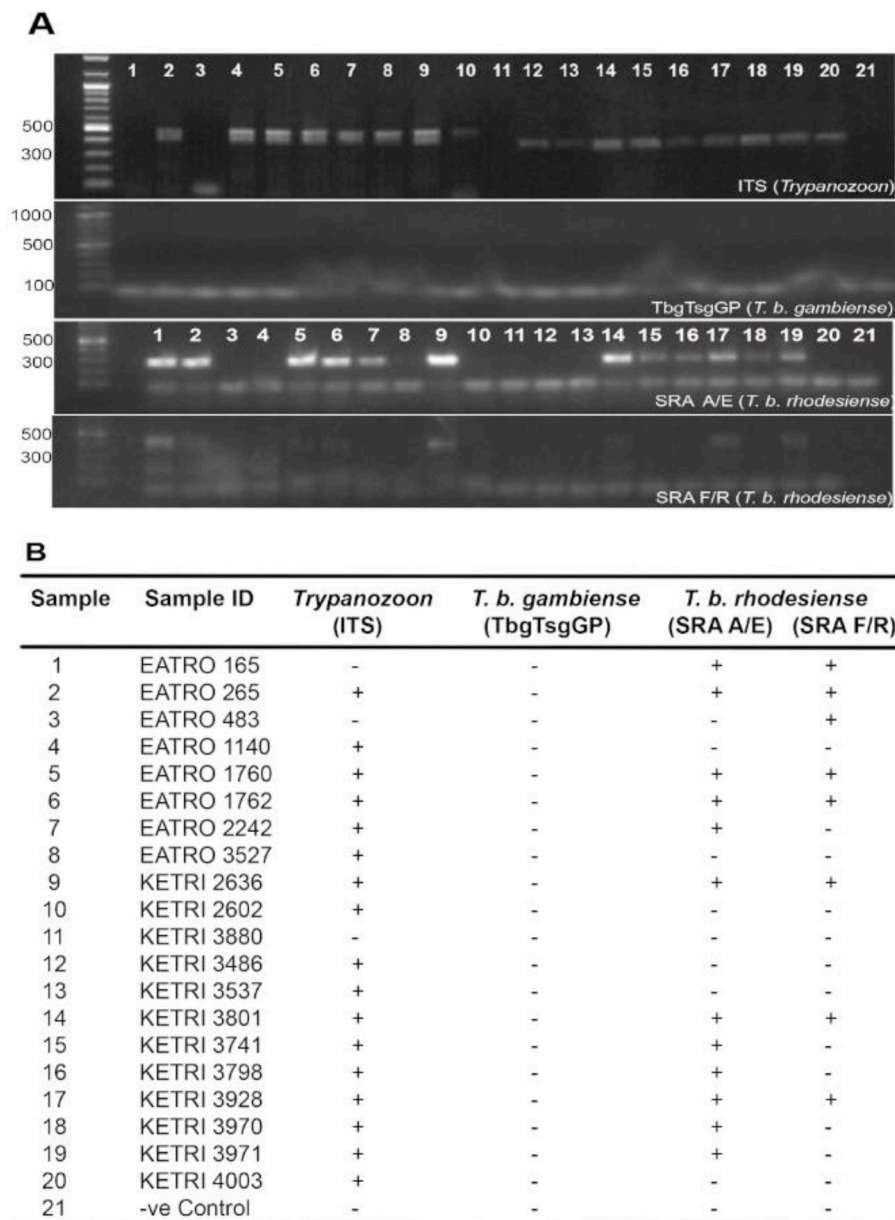 A
1 2 3 4 5 6 7 8 9 10 11 12 13 14 15 16 17 18 19 20 21
500
300
ITS (Trypanozoon)
1000
500
100
TbgTsgGP (T. b. gambiense)
1 2 3 4 5 6 7 8 9 10 11 12 13 14 15 16 17 18 19 20 21
500
300
SRA A/E (T. b. rhodesiense)
500
300
SRA F/R (T. b. rhodesiense)
B
Sample Sample ID Trypanozoon T. b. gambiense T. b. rhodesiense
(ITS) (TbgTsgGP) (SRA A/E) (SRA F/R)
1 EATRO 165 - - + +
2 EATRO 265 + - + +
3 EATRO 483 - - - +
4 EATRO 1140 + - - -
5 EATRO 1760 + - + +
6 EATRO 1762 + - + +
7 EATRO 2242 + - + -
8 EATRO 3527 + - - -
9 KETRI 2636 + - + +
10 KETRI 2602 + - - -
11 KETRI 3880 - - - -
12 KETRI 3486 + - - -
13 KETRI 3537 + - - -
14 KETRI 3801 + - + +
15 KETRI 3741 + - + -
16 KETRI 3798 + - + -
17 KETRI 3928 + - + +
18 KETRI 3970 + - + -
19 KETRI 3971 + - + -
20 KETRI 4003 + - - -
21 -ve Control - - - -